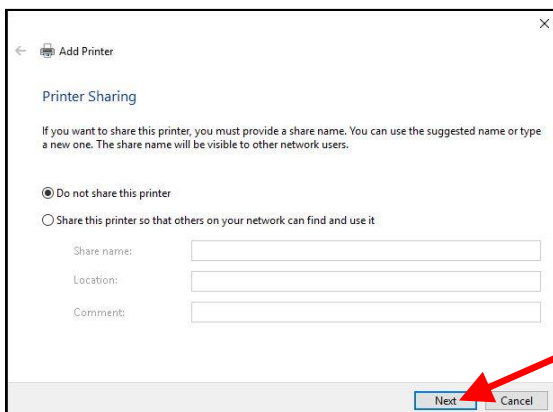 Add Printer
Printer Sharing
If you want to share this printer, you must provide a share name. You can use the suggested name or type
a new one. The share name will be visible to other network users.
Do not share this printer
Share this printer so that others on your network can find and use it
Share name:
Location:
Comment:
Next Cancel